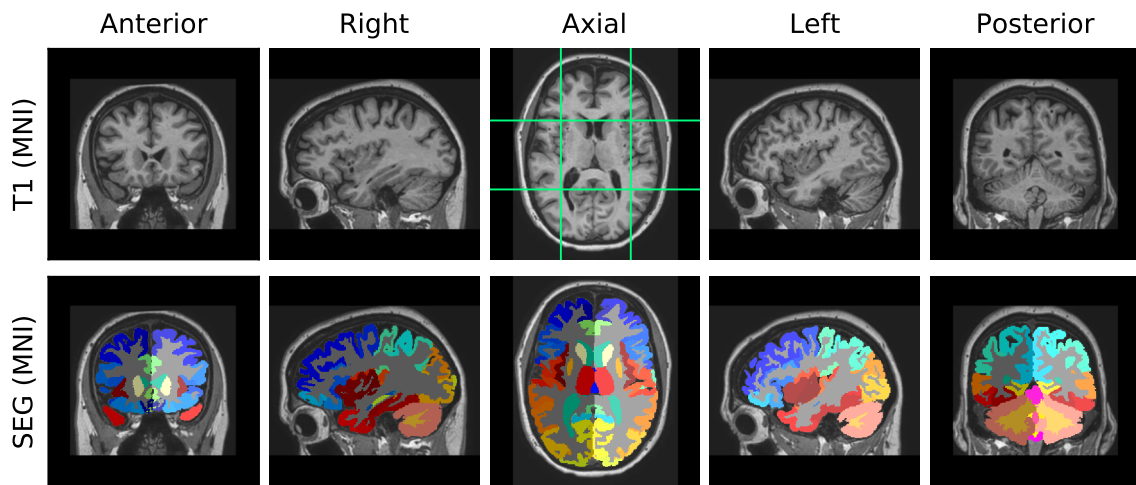 Anterior
Right
Axial
Left
Posterior
T1 (MNI)
SEG (MNI)